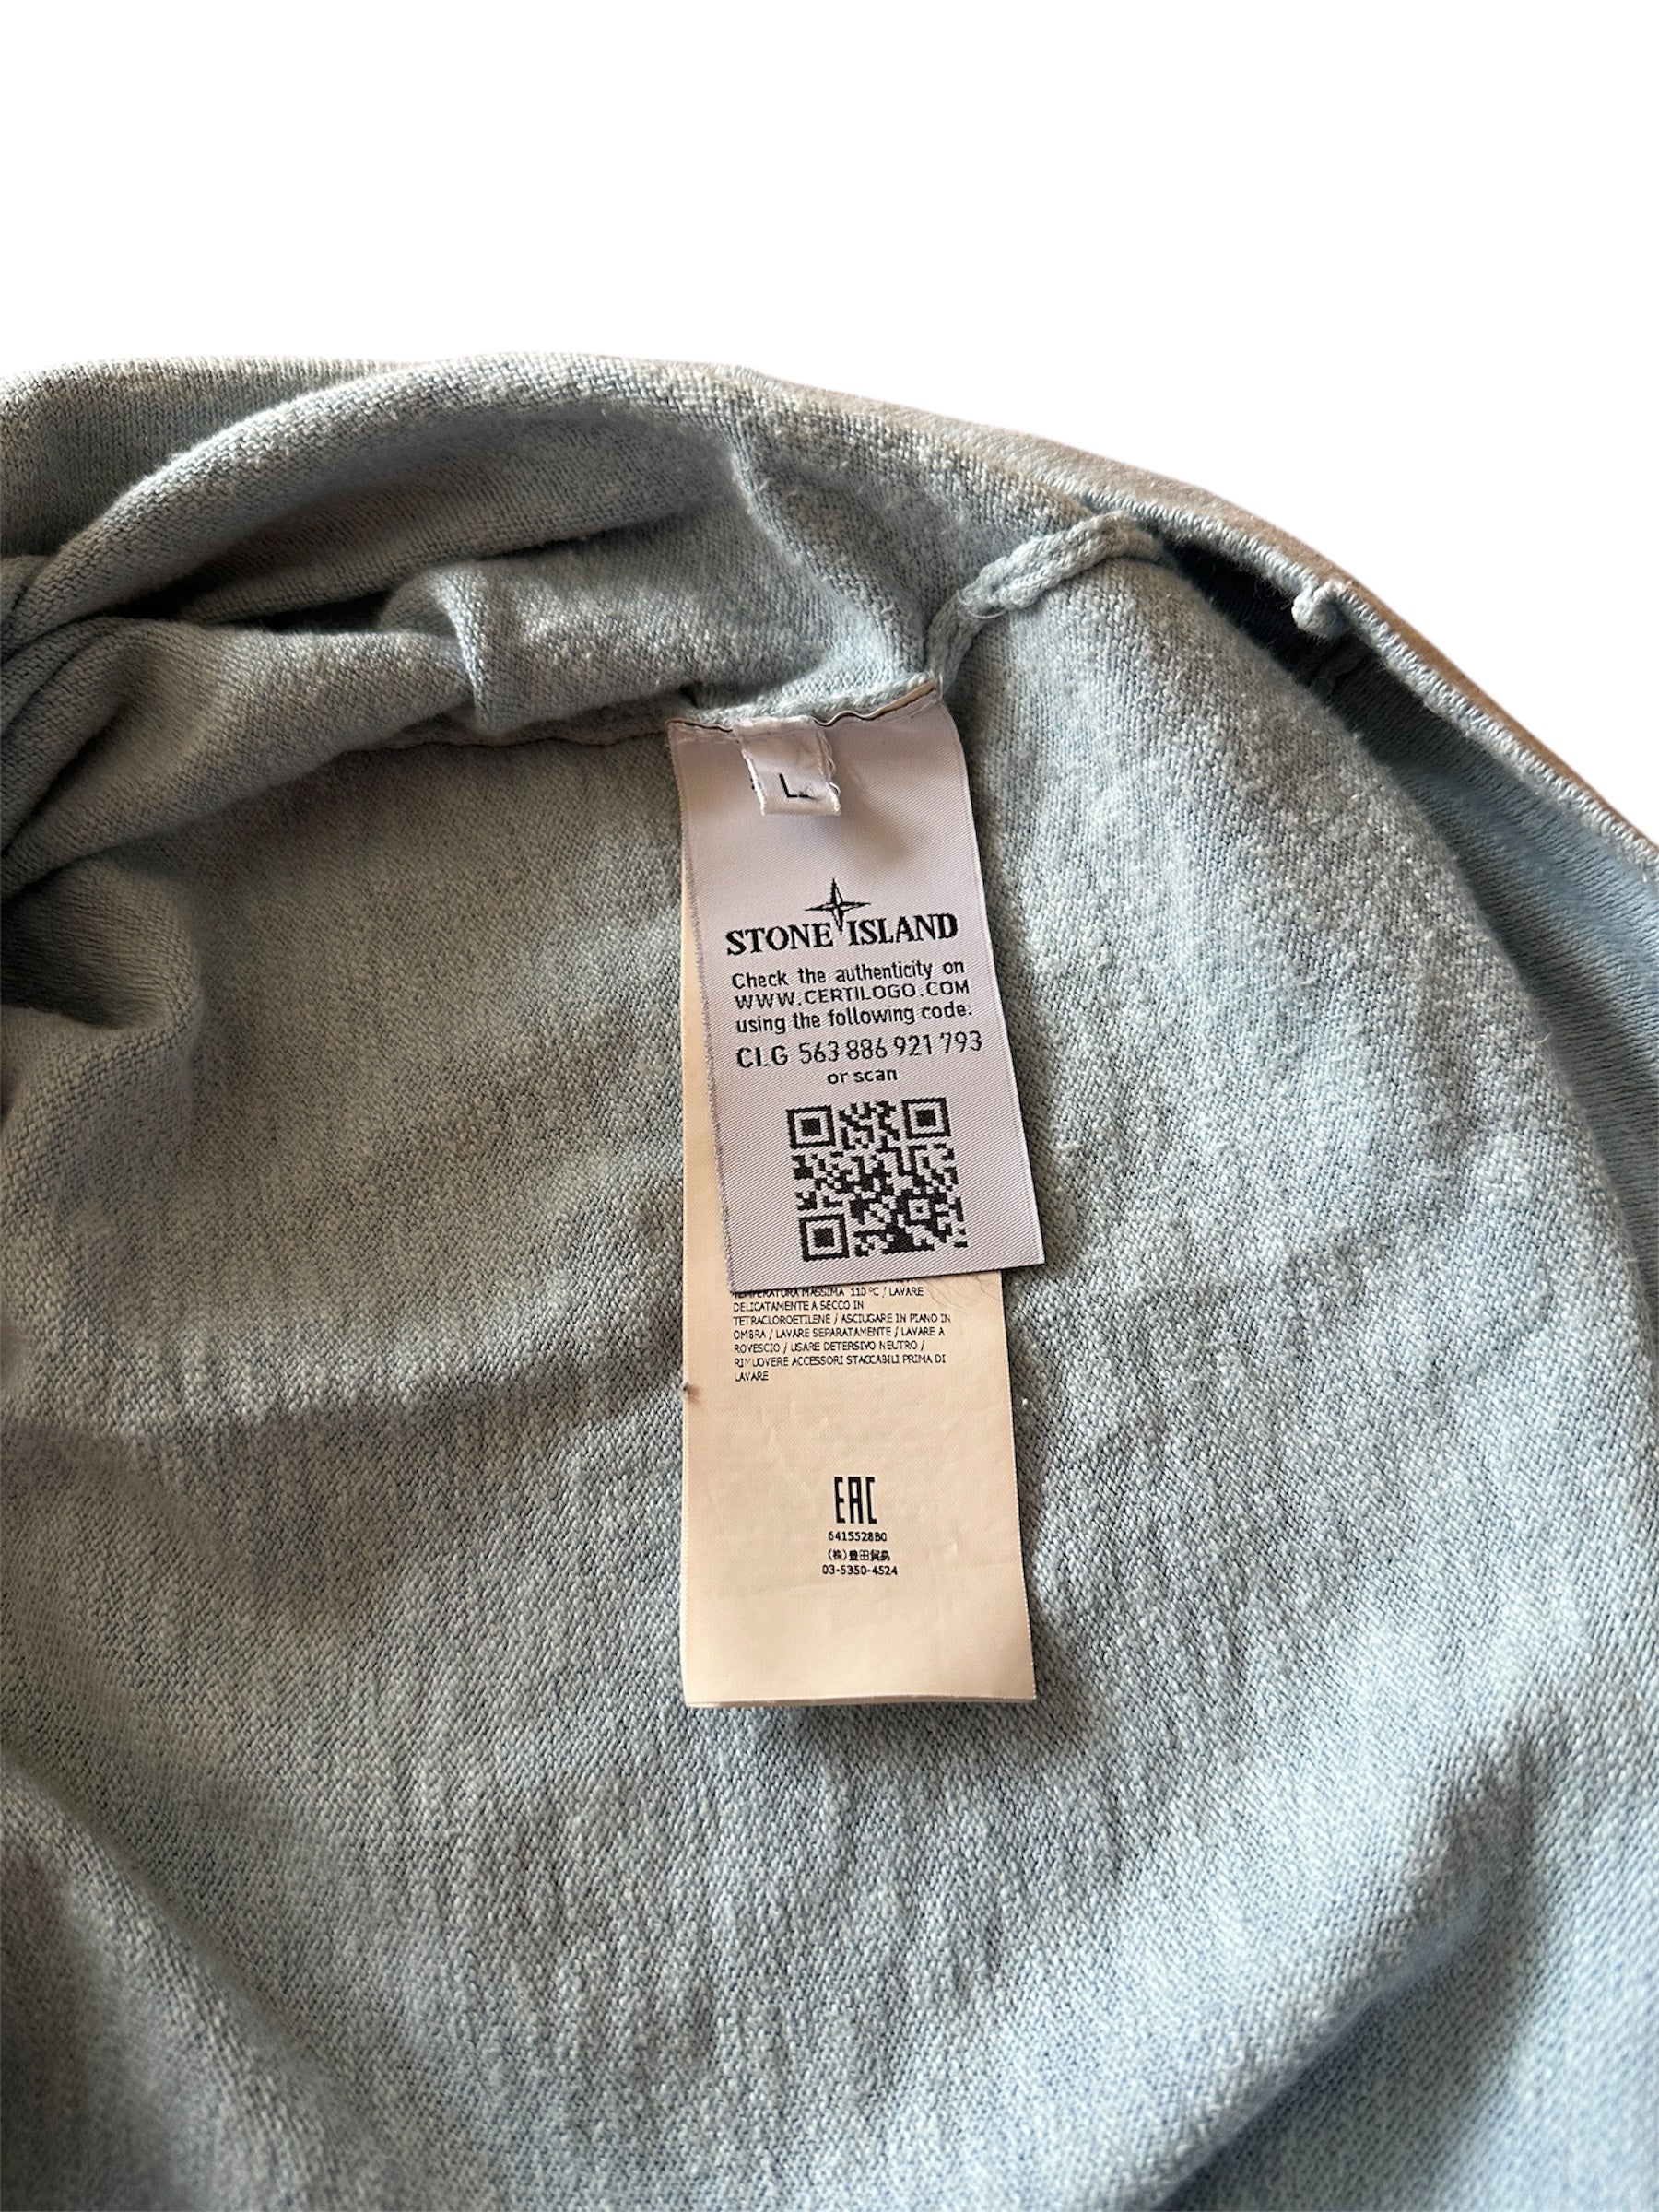 L
STONE ISLAND
Check the authenticity on
WWW.CERTILOGO.COM
using the following code:
CLG 563 886 921 793
or scan
TEMPERATURA MASSIMA 110 °C / LAVARE
DELICATAMENTE A SECCO IN
TETRACLOROETILENE / ASCIUGARE IN PIANO IN
OMBRA / LAVARE SEPARATAMENTE / LAVARE A
ROVESCIO / USARE DETERSIVO NEUTRO /
RIMUOVERE ACCESSORI STACCABILI PRIMA DI
LAVARE
EAC
6415528B0
(株)豊田貿易
03-5350-4524